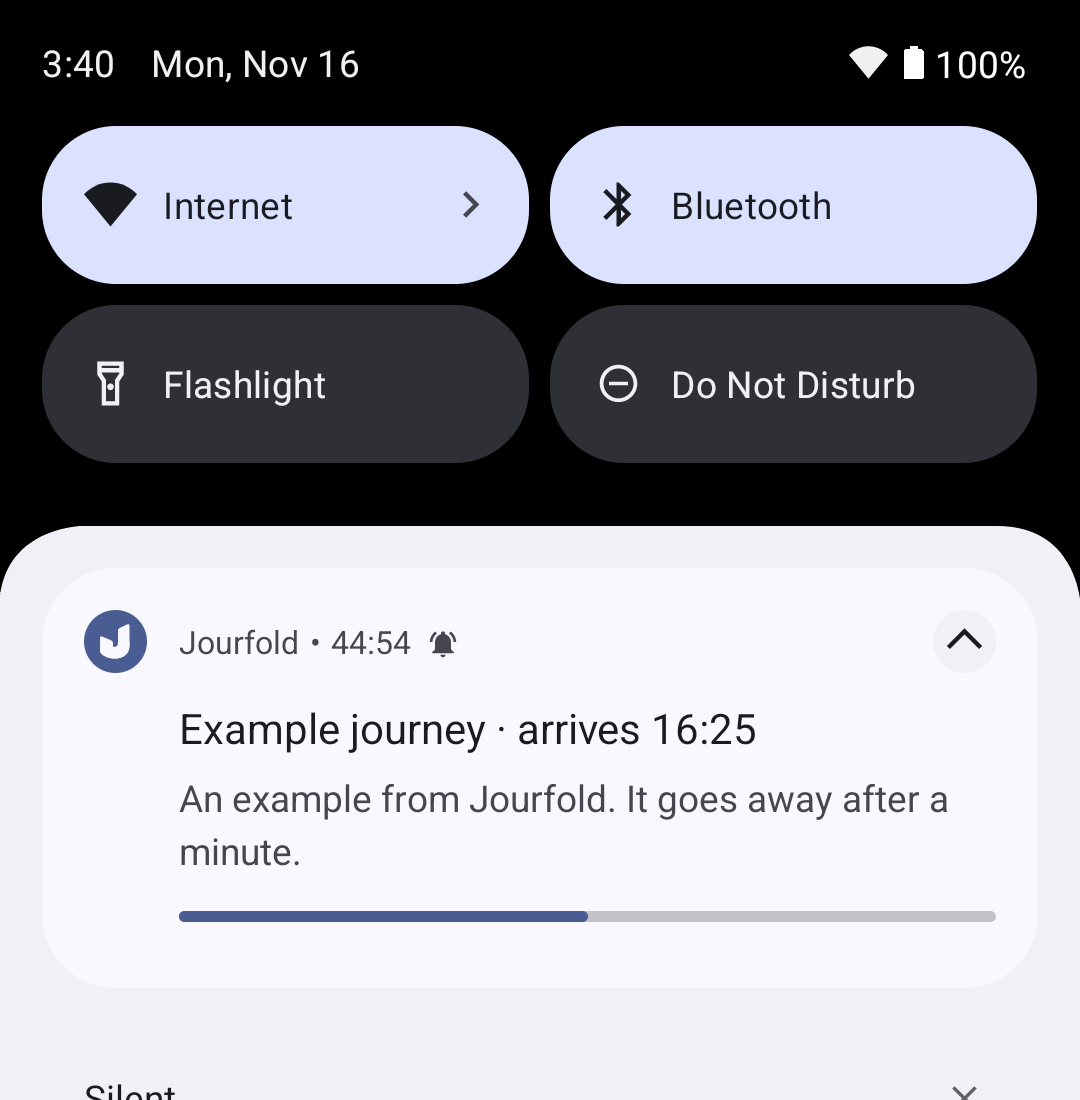 3:40 Mon, Nov 16 100%
Internet Bluetooth
Flashlight Do Not Disturb
Jourfold • 44:54
Example journey · arrives 16:25
An example from Jourfold. It goes away after a
minute.
Silent